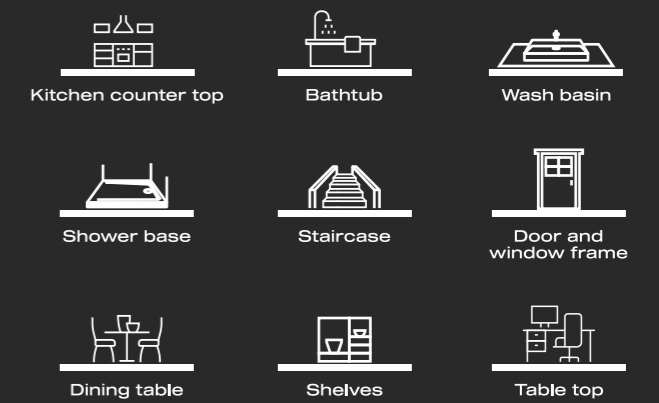 Kitchen counter top
Bathtub
Wash basin
Shower base
Staircase
Door and
window frame
Dining table
Shelves
Table top